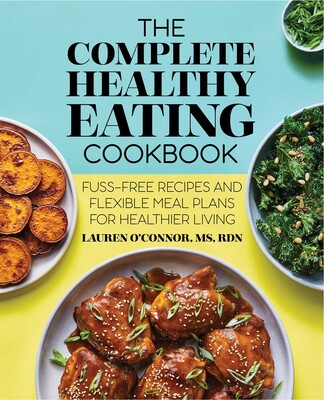 THE
COMPLETE
HEALTHY
EATING
COOKBOOK
FUSS-FREE RECIPES AND
FLEXIBLE MEAL PLANS
FOR HEALTHIER LIVING
LAUREN O'CONNOR, MS, RDN